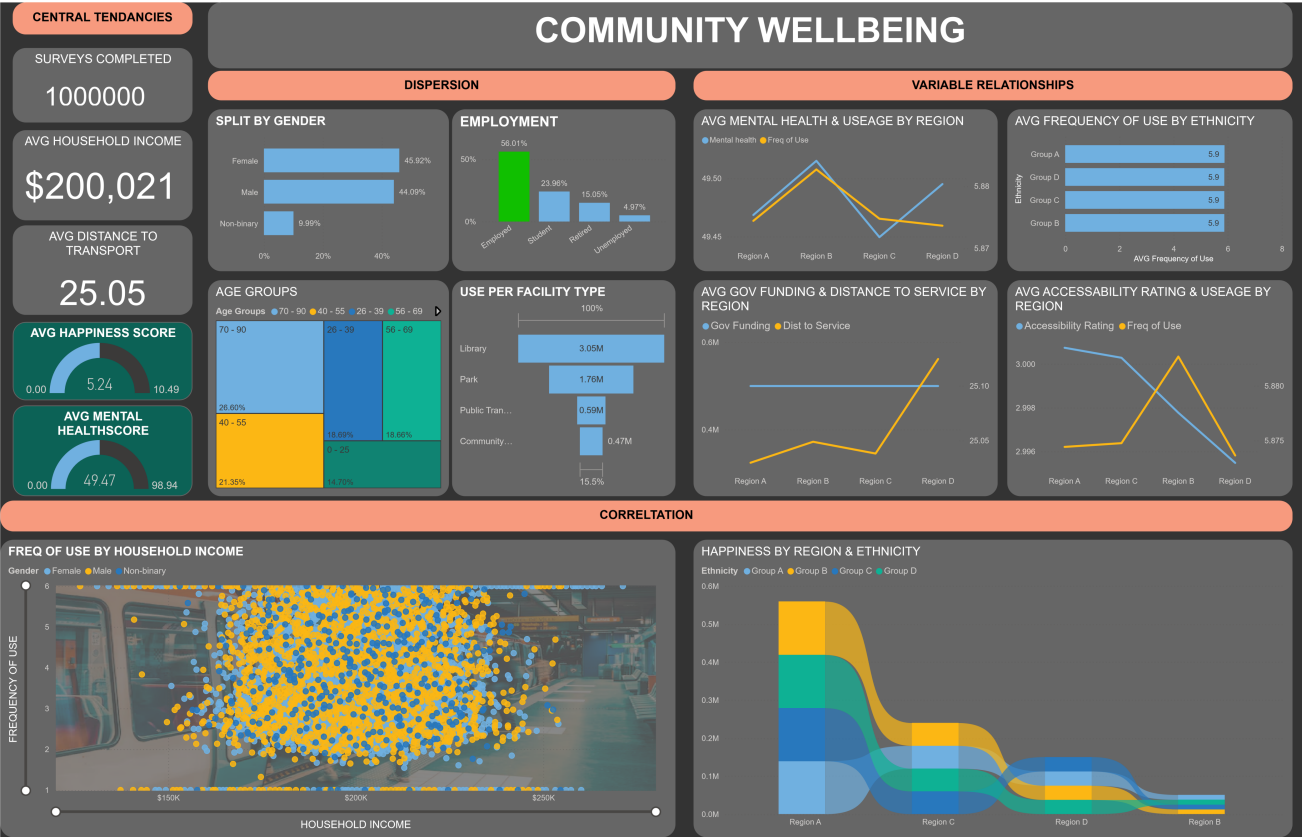 CENTRAL TENDANCIES
COMMUNITY WELLBEING
SURVEYS COMPLETED
1000000
AVG HOUSEHOLD INCOME
$200,021
AVG DISTANCE TO
TRANSPORT
25.05
AVG HAPPINESS SCORE
5.24
0.00
10.49
AVG MENTAL
HEALTHSCORE
49.47
0.00
98.94
DISPERSION
SPLIT BY GENDER
Female
45.92%
Male
44.09%
Non-binary
9.99%
0%
20%
40%
EMPLOYMENT
56.01%
50%
23.96%
15.05%
4.97%
0%
Employed
Student
Retired
Unemployed
AGE GROUPS
Age Groups 70 - 90 40 - 55 26 - 39 56 - 69
70 - 90
26 - 39
56 - 69
26.60%
40 - 55
18.69%
18.66%
0 - 25
21.35%
14.70%
USE PER FACILITY TYPE
100%
Library
3.05M
Park
1.76M
Public Tran...
0.59M
Community...
0.47M
15.5%
VARIABLE RELATIONSHIPS
AVG MENTAL HEALTH & USEAGE BY REGION
Mental health Freq of Use
49.50
5.88
49.45
5.87
Region A
Region B
Region C
Region D
AVG FREQUENCY OF USE BY ETHNICITY
Ethnicity
Group A
5.9
Group D
5.9
Group C
5.9
Group B
5.9
0
2
4
6
8
AVG Frequency of Use
AVG GOV FUNDING & DISTANCE TO SERVICE BY
REGION
Gov Funding Dist to Service
0.6M
25.10
0.4M
25.05
Region A
Region B
Region C
Region D
AVG ACCESSABILITY RATING & USEAGE BY
REGION
Accessibility Rating Freq of Use
3.000
5.880
2.998
5.875
2.996
Region A
Region C
Region B
Region D
CORRELTATION
FREQ OF USE BY HOUSEHOLD INCOME
Gender Female Male Non-binary
FREQUENCY OF USE
6
5
4
3
2
1
$150K
$200K
$250K
HOUSEHOLD INCOME
HAPPINESS BY REGION & ETHNICITY
Ethnicity Group A Group B Group C Group D
0.6M
0.5M
0.4M
0.3M
0.2M
0.1M
0.0M
Region A
Region C
Region D
Region B